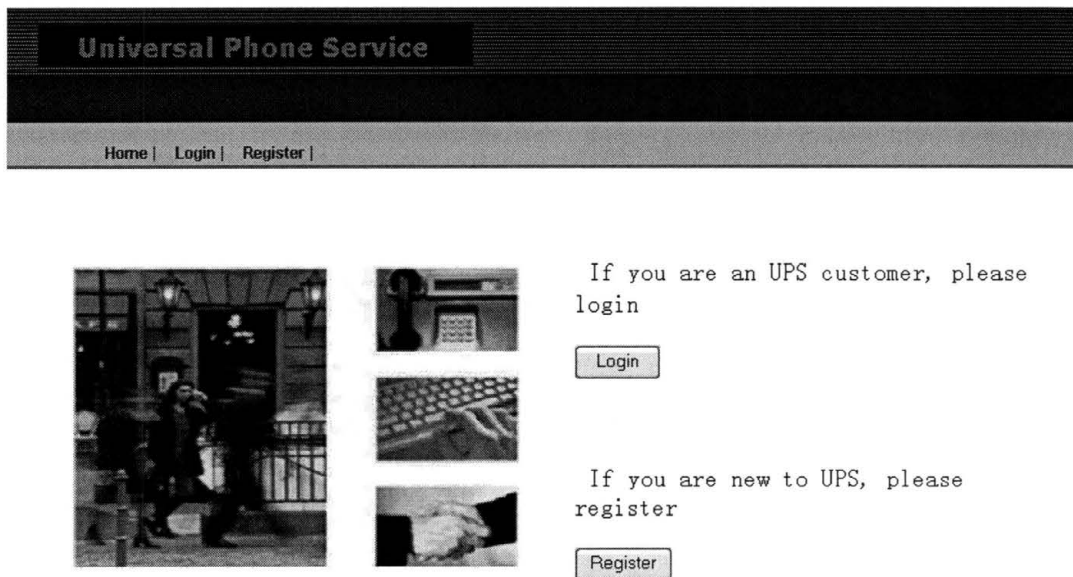 Universal Phone Service
Home | Login | Register |
If you are an UPS customer, please
login
Login
If you are new to UPS, please
register
Register